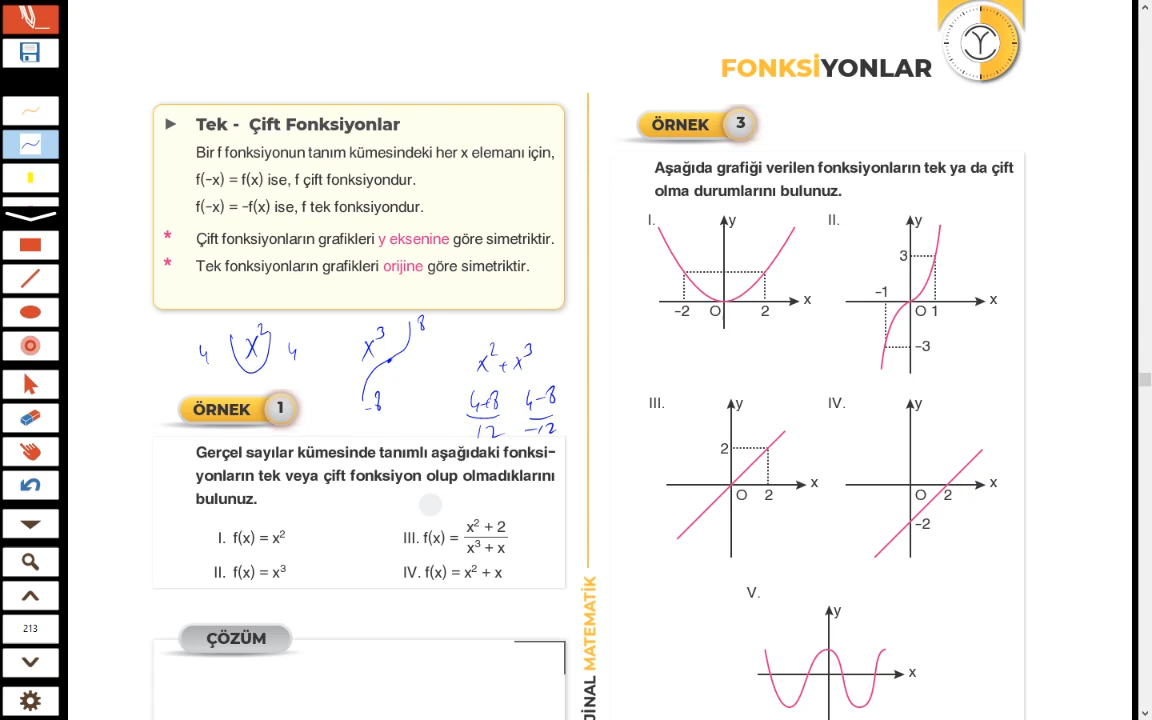 FONKSİYONLAR
Tek - Çift Fonksiyonlar
Bir f fonksiyonun tanım kümesindeki her x elemanı için,
f(-x) = f(x) ise, f çift fonksiyondur.
f(-x) = -f(x) ise, f tek fonksiyondur.
* Çift fonksiyonların grafikleri y eksenine göre simetriktir.
* Tek fonksiyonların grafikleri orijine göre simetriktir.
4 x² 4
x³ 8
-8
x² + x³
4+8 4-8
12 -12
ÖRNEK 1
Gerçel sayılar kümesinde tanımlı aşağıdaki fonksi-
yonların tek veya çift fonksiyon olup olmadıklarını
bulunuz.
I. f(x) = x²
II. f(x) = x³
III. f(x) = x² + 2 / x³ + x
IV. f(x) = x² + x
ÇÖZÜM
JİNAL MATEMATİK
ÖRNEK 3
Aşağıda grafiği verilen fonksiyonların tek ya da çift
olma durumlarını bulunuz.
I. y x -2 O 2
II. y x 3 -1 O 1 -3
III. y x 2 O 2
IV. y x O 2 -2
V. y x
213